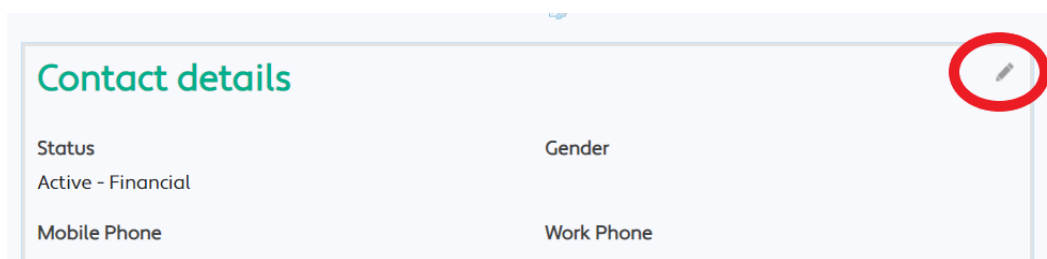 Contact details
Status Gender
Active - Financial
Mobile Phone Work Phone